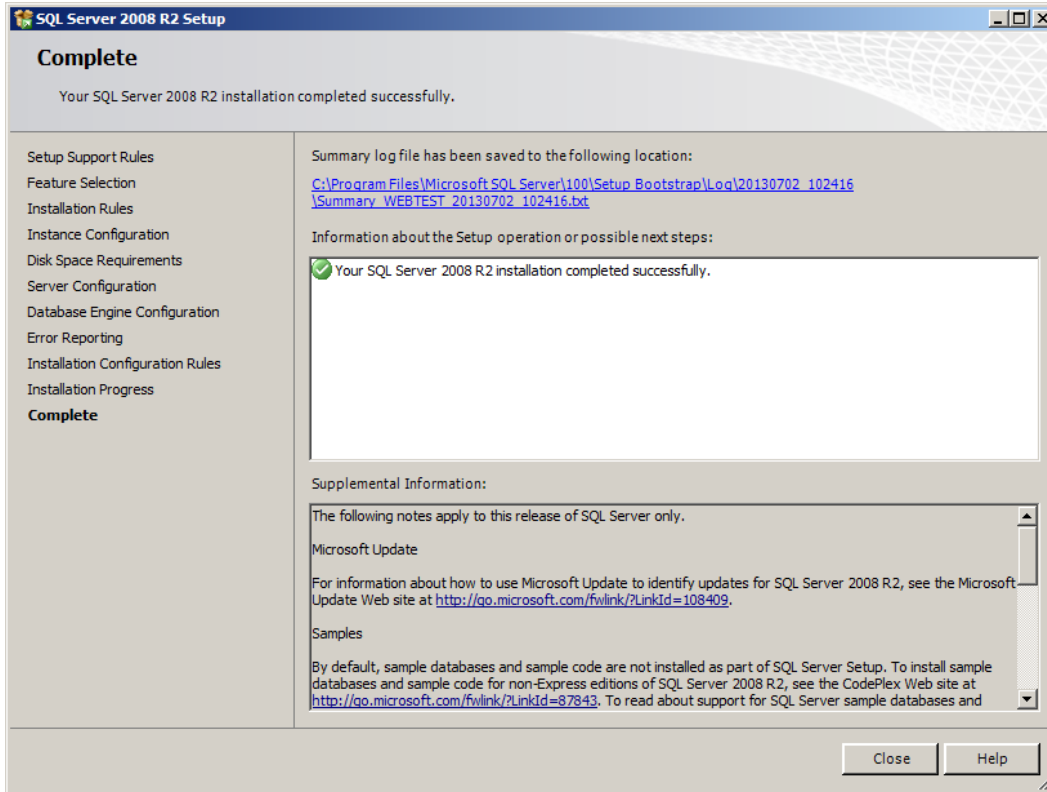 SQL Server 2008 R2 Setup
Complete
Your SQL Server 2008 R2 installation completed successfully.
Setup Support Rules
Feature Selection
Installation Rules
Instance Configuration
Disk Space Requirements
Server Configuration
Database Engine Configuration
Error Reporting
Installation Configuration Rules
Installation Progress
Complete
Summary log file has been saved to the following location:
C:\Program Files\Microsoft SQL Server\100\Setup Bootstrap\Log\20130702_102416
\Summary_WEBTEST_20130702_102416.txt
Information about the Setup operation or possible next steps:
Your SQL Server 2008 R2 installation completed successfully.
Supplemental Information:
The following notes apply to this release of SQL Server only.
Microsoft Update
For information about how to use Microsoft Update to identify updates for SQL Server 2008 R2, see the Microsoft
Update Web site at http://go.microsoft.com/fwlink/?LinkId=108409.
Samples
By default, sample databases and sample code are not installed as part of SQL Server Setup. To install sample
databases and sample code for non-Express editions of SQL Server 2008 R2, see the CodePlex Web site at
http://go.microsoft.com/fwlink/?LinkId=87843. To read about support for SQL Server sample databases and
Close
Help